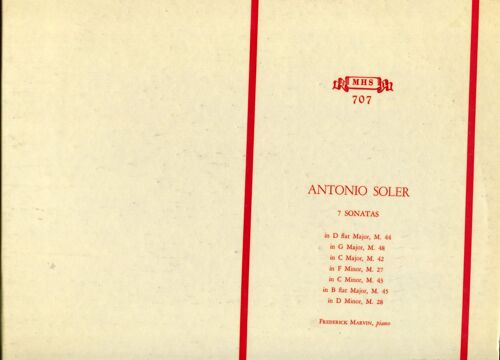 MHS
707
ANTONIO SOLER
7 SONATAS
in D flat Major, M. 44
in G Major, M. 48
in C Major, M. 42
in F Minor, M. 27
in C Minor, M. 43
in B flat Major, M. 45
in D Minor, M. 28
FREDERICK MARVIN, piano